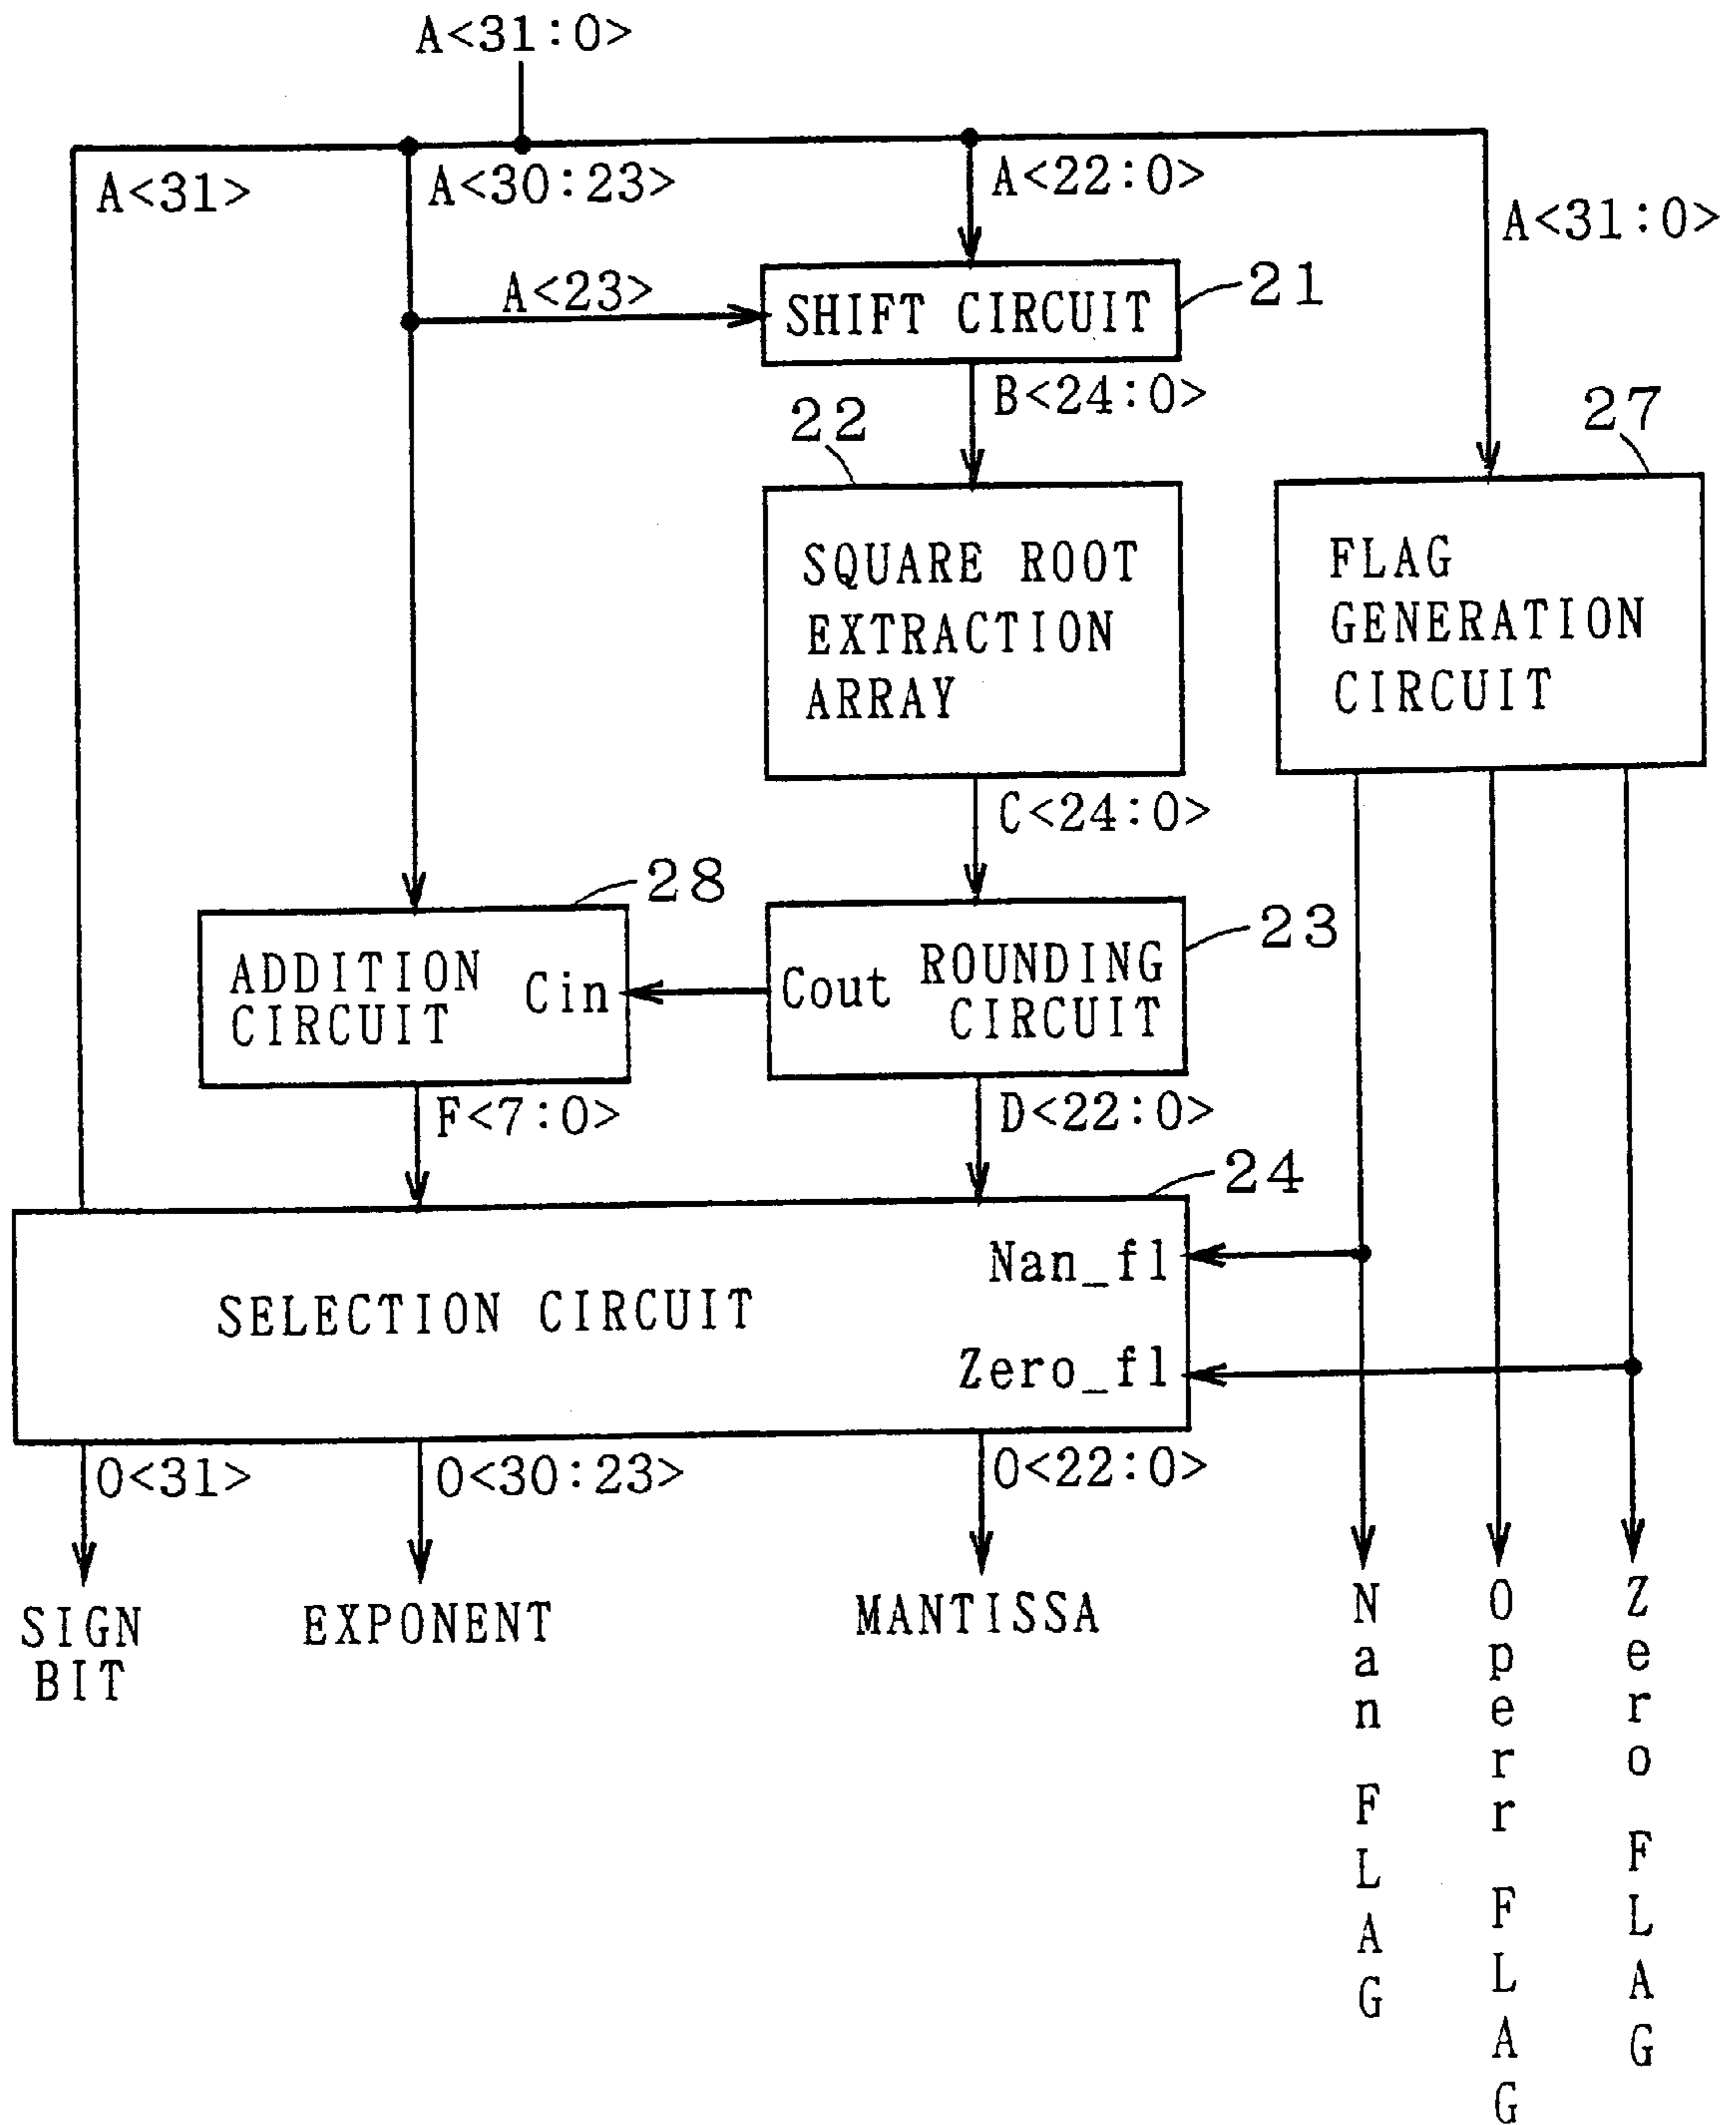 A<31:0>
A<31>
A<30:23>
A<22:0>
A<31:0>
A<23>
SHIFT CIRCUIT
21
B<24:0>
22
27
SQUARE ROOT
EXTRACTION
ARRAY
FLAG
GENERATION
CIRCUIT
C<24:0>
28
23
ADDITION
CIRCUIT
Cin
Cout
ROUNDING
CIRCUIT
F<7:0>
D<22:0>
24
Nan_fl
SELECTION CIRCUIT
Zero_fl
O<31>
O<30:23>
O<22:0>
SIGN
BIT
EXPONENT
MANTISSA
Nan FLAG
Operr FLAG
Zero FLAG